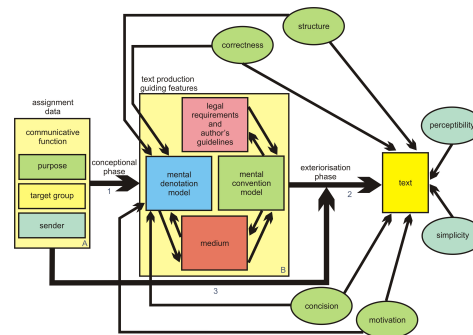 structure
correctness
text production
guiding features
assignment
data
communicative
function
purpose
target group
sender
A
conceptional
phase
1
legal
requirements
and
author's
guidelines
mental
denotation
model
mental
convention
model
medium
B
exteriorisation
phase
2
text
perceptibility
simplicity
3
concision
motivation